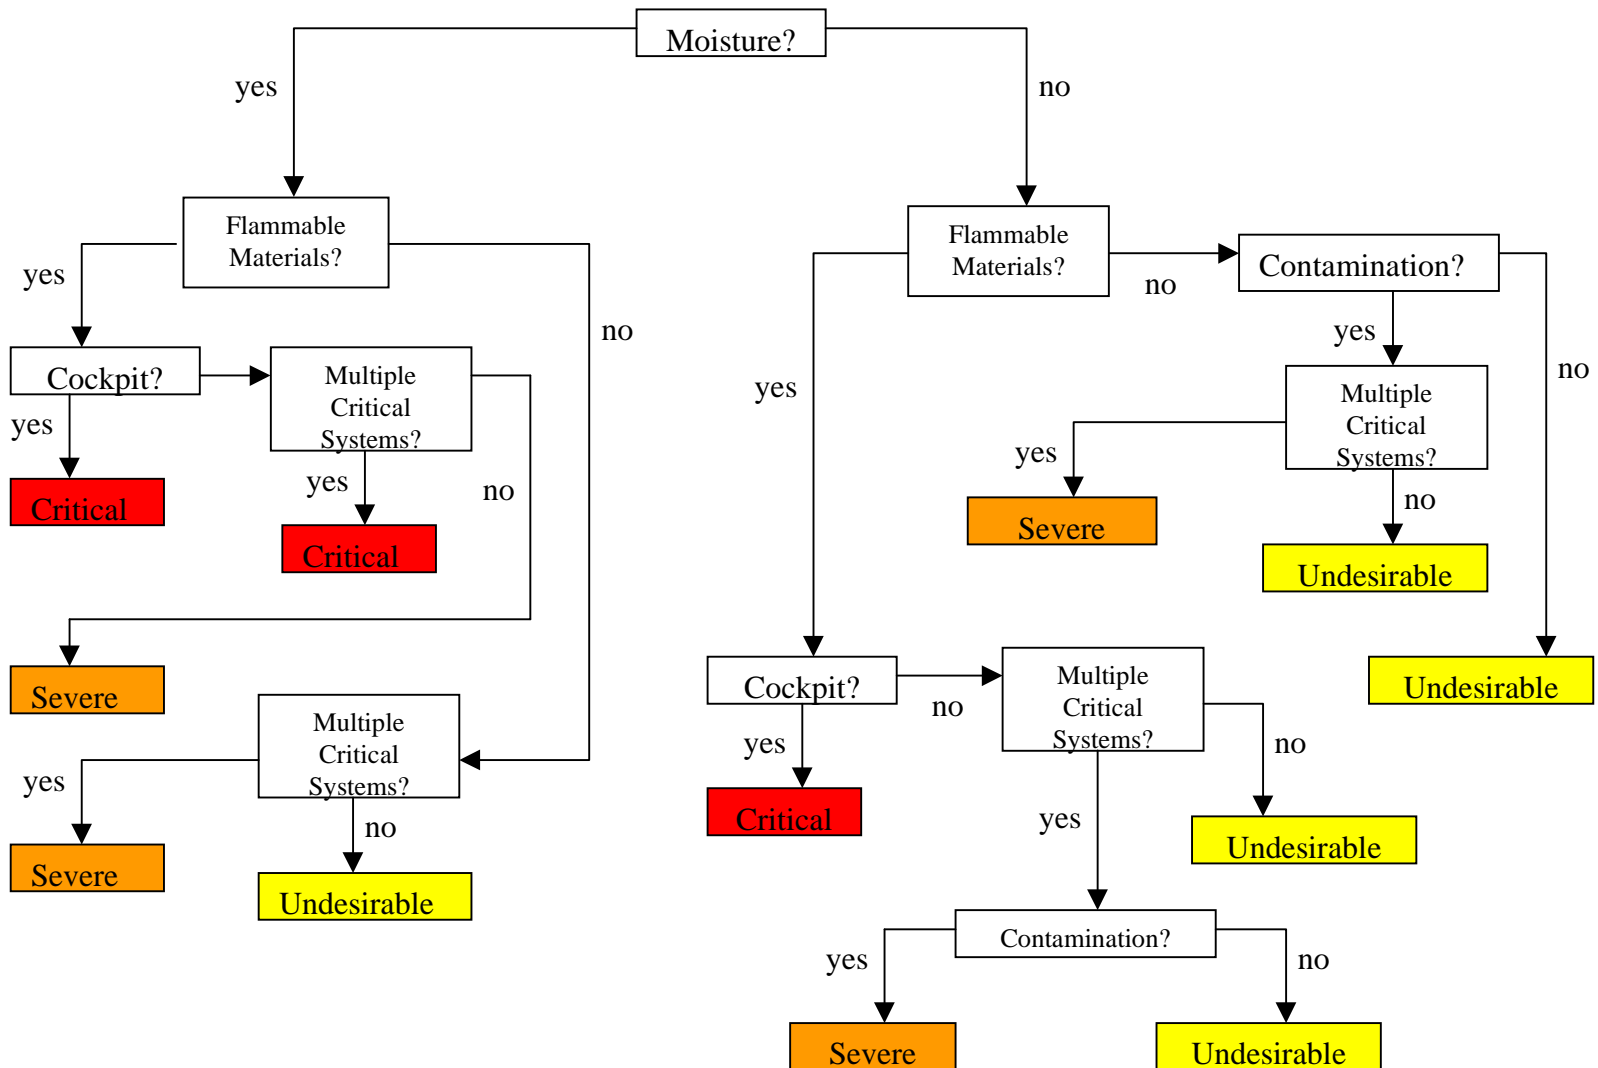 Moisture?
yes
no
Flammable
Materials?
Flammable
Materials?
Contamination?
yes
no
no
yes
no
Cockpit?
Multiple
Critical
Systems?
yes
Multiple
Critical
Systems?
yes
yes
no
yes
no
Critical
Critical
Severe
Undesirable
Severe
Cockpit?
no
Multiple
Critical
Systems?
Undesirable
Multiple
Critical
Systems?
yes
no
yes
no
yes
Critical
Undesirable
Severe
Undesirable
Contamination?
yes
no
Severe
Undesirable